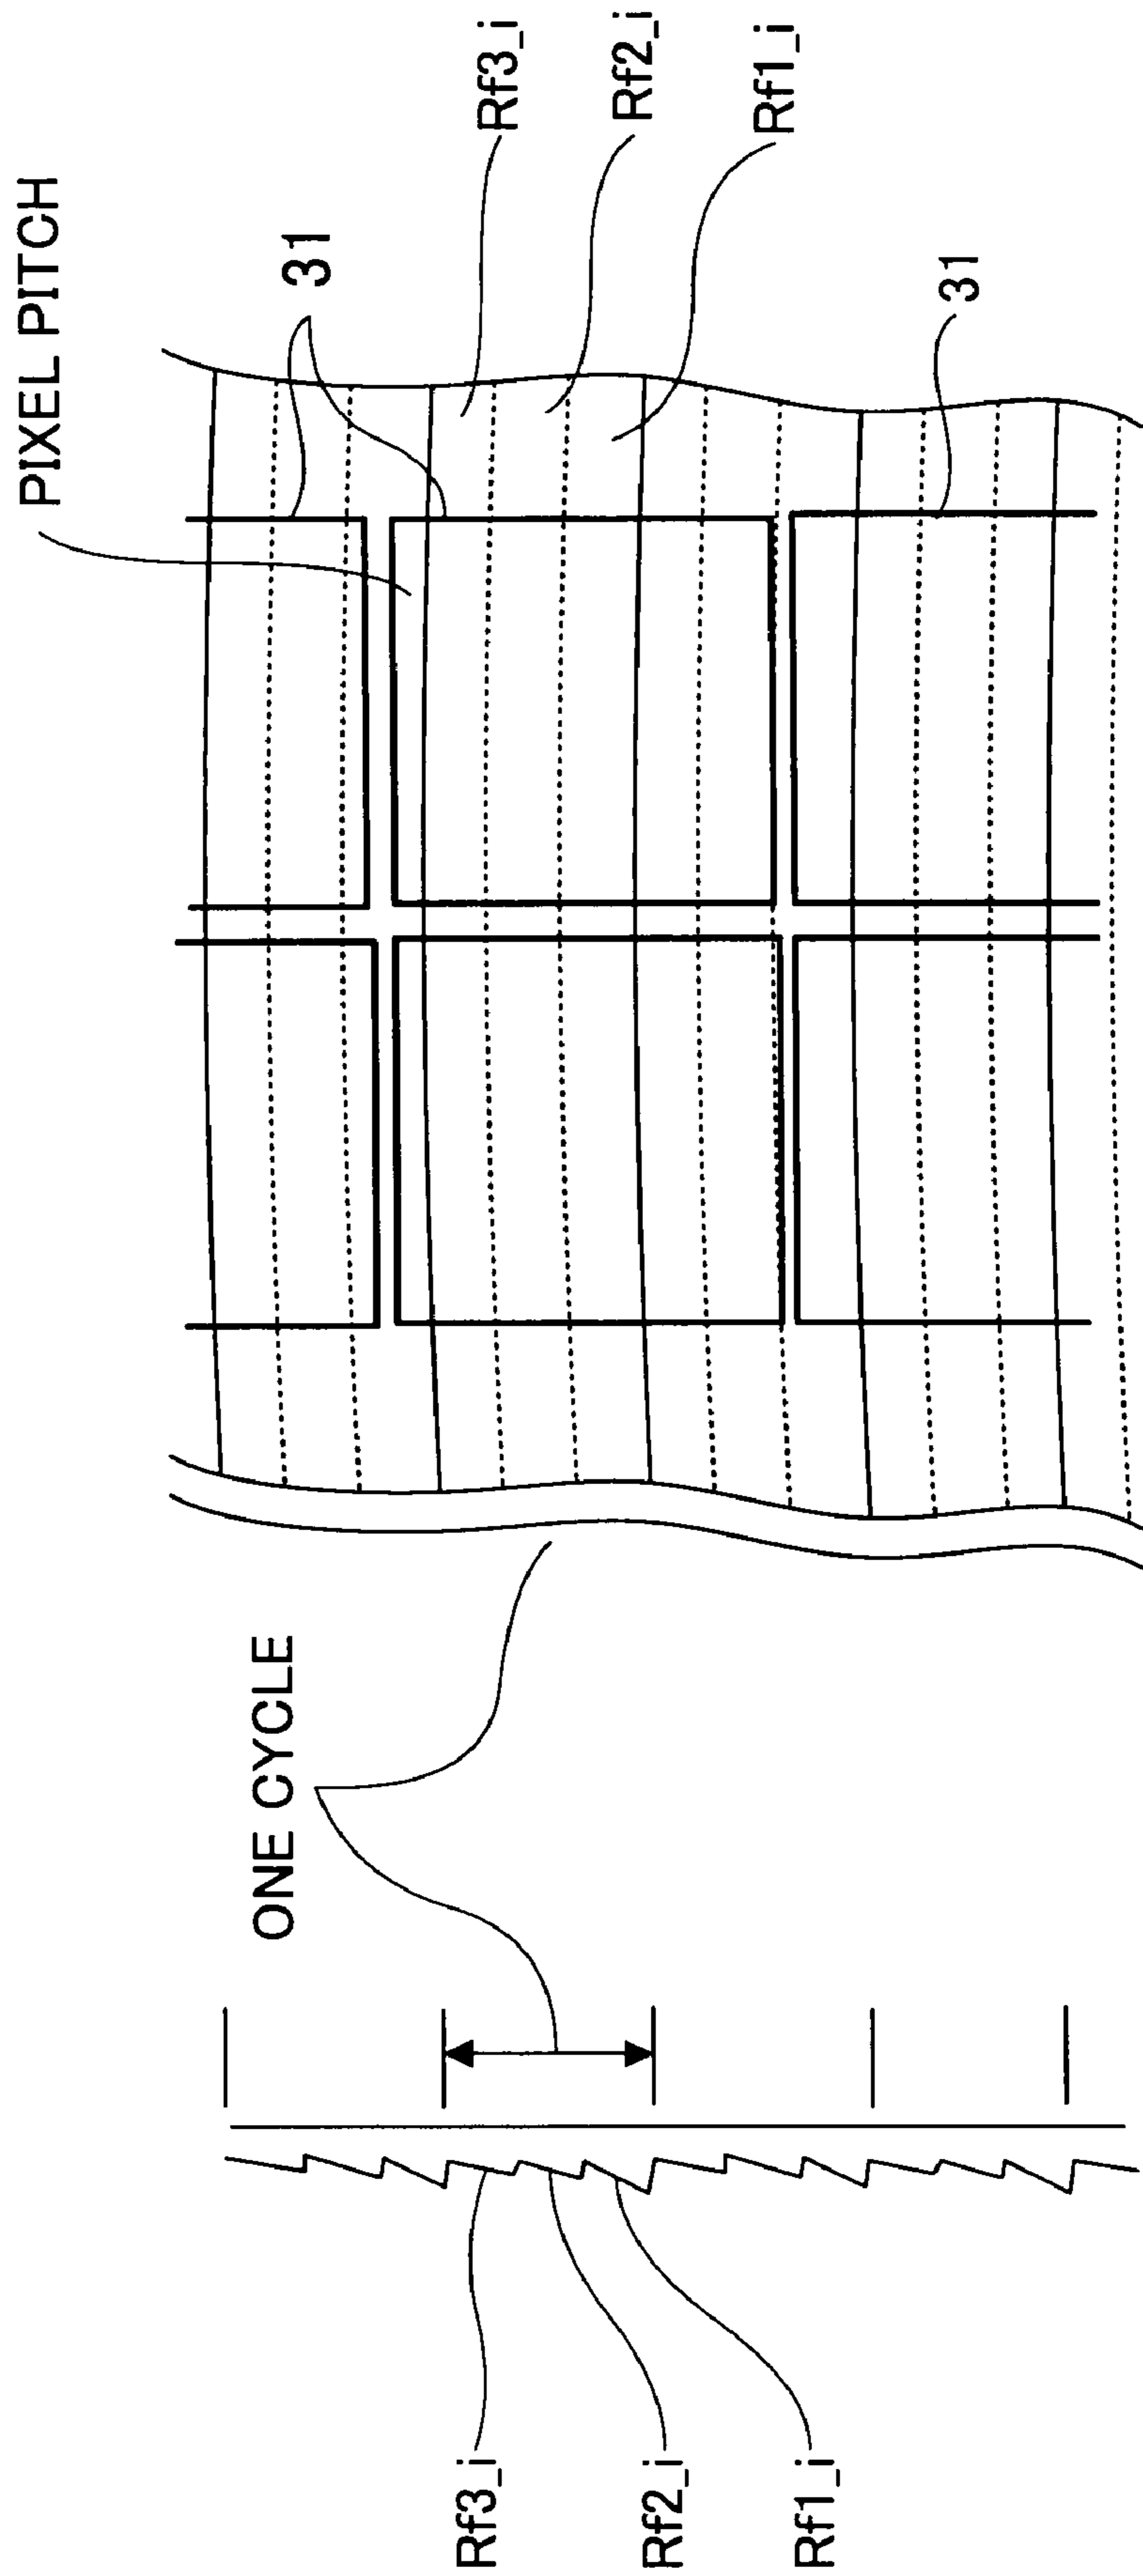 PIXEL PITCH
31
Rf3_i
Rf2_i
Rf1_i
31
ONE CYCLE
Rf3_i
Rf2_i
Rf1_i